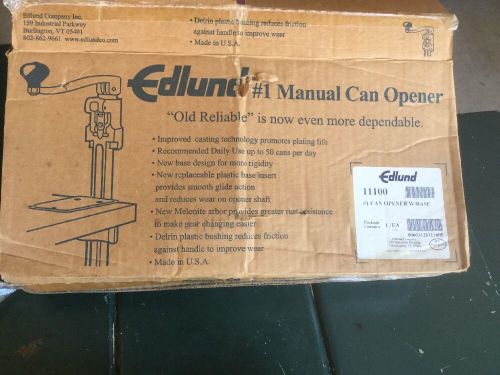 Edlund Company Inc.
159 Industrial Parkway
Burlington, VT 05401
802-862-9661 www.edlundco.com
• Delrin plastic bushing reduces friction
against handle to improve wear
• Made in U.S.A.
Edlund #1 Manual Can Opener
"Old Reliable" is now even more dependable.
• Improved casting technology promotes plating life
• Recommended Daily Use up to 50 cans per day
• New base design for more rigidity
• New replaceable plastic base insert
provides smooth glide action
and reduces wear on opener shaft
• New Melonite arbor provides greater rust resistance
to make gear changing easier
• Delrin plastic bushing reduces friction
against handle to improve wear
• Made in U.S.A.
Edlund
11100
#1 CAN OPENER W/BASE
Package
Contains 1 / EA